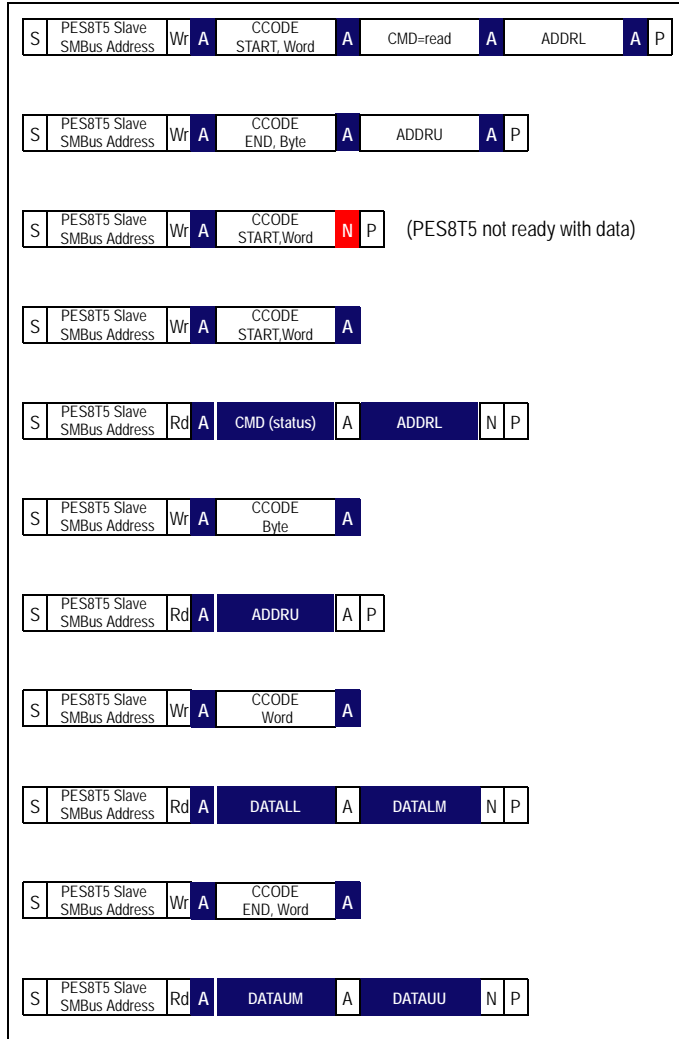 S PES8T5 Slave SMBus Address Wr A CCODE START, Word A CMD=read A ADDRL A P
S PES8T5 Slave SMBus Address Wr A CCODE END, Byte A ADDRU A P
S PES8T5 Slave SMBus Address Wr A CCODE START,Word N P (PES8T5 not ready with data)
S PES8T5 Slave SMBus Address Wr A CCODE START,Word A
S PES8T5 Slave SMBus Address Rd A CMD (status) A ADDRL N P
S PES8T5 Slave SMBus Address Wr A CCODE Byte A
S PES8T5 Slave SMBus Address Rd A ADDRU A P
S PES8T5 Slave SMBus Address Wr A CCODE Word A
S PES8T5 Slave SMBus Address Rd A DATALL A DATALM N P
S PES8T5 Slave SMBus Address Wr A CCODE END, Word A
S PES8T5 Slave SMBus Address Rd A DATAUM A DATAUU N P